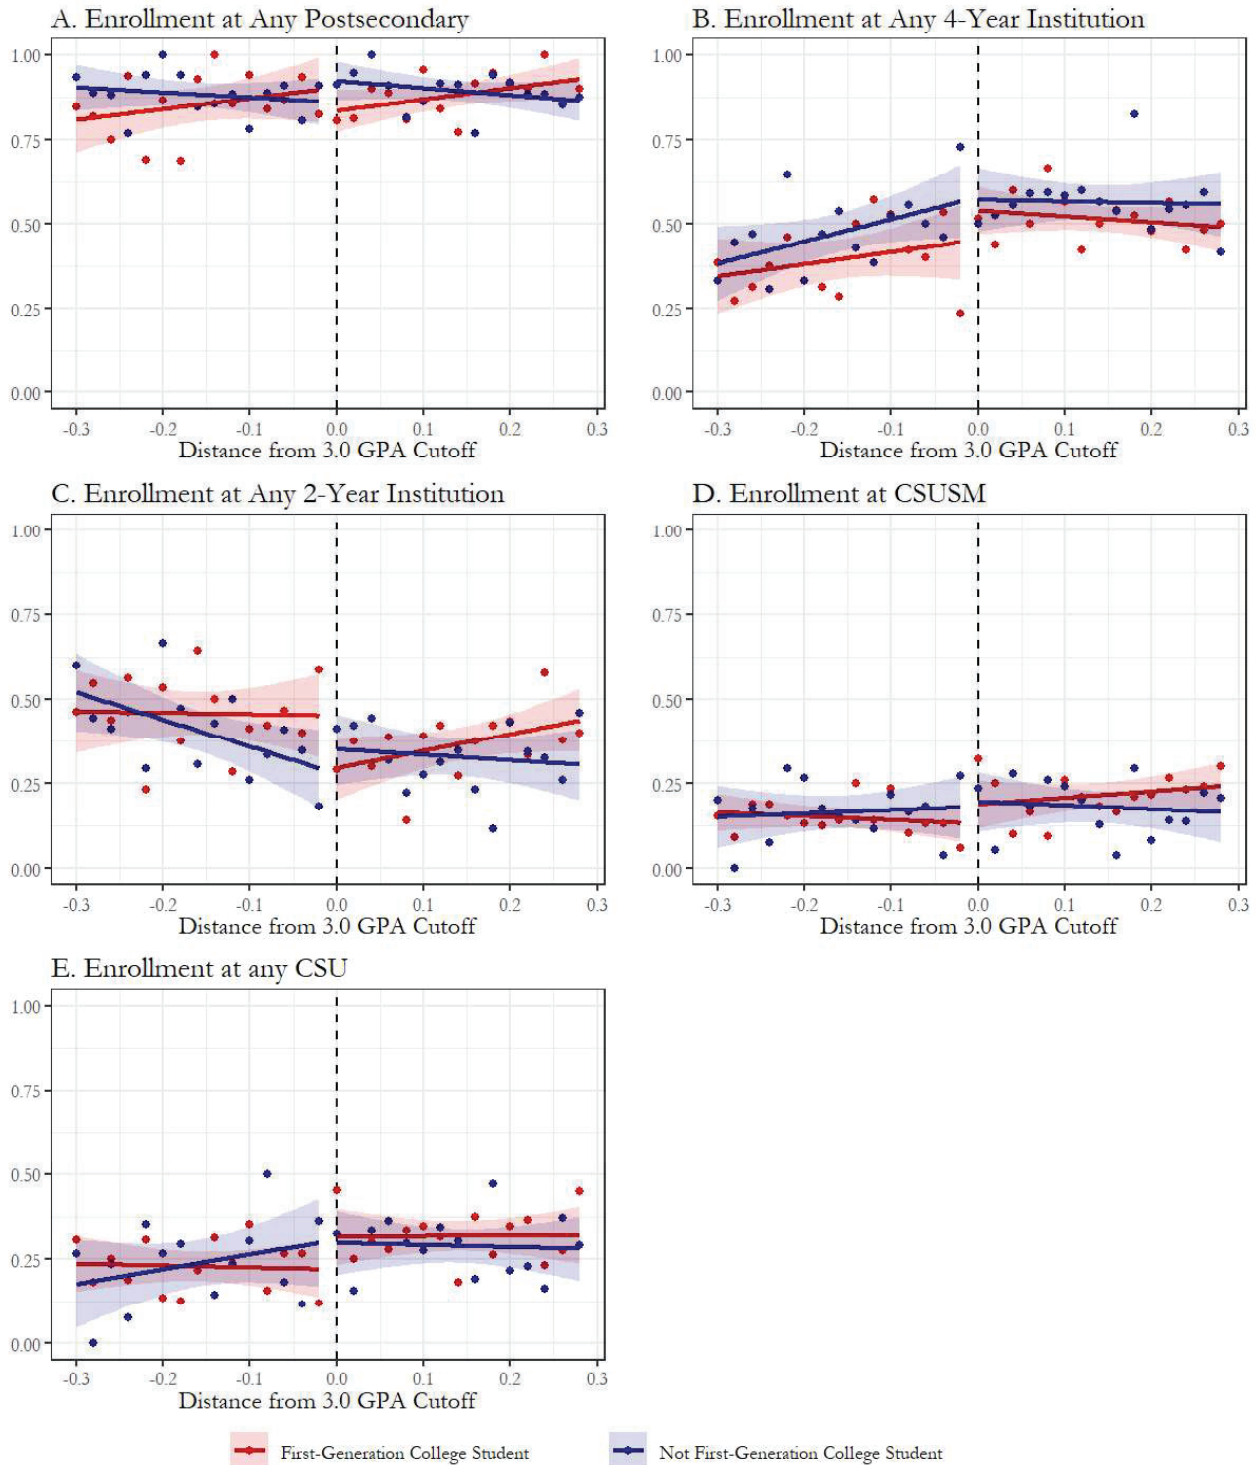 A. Enrollment at Any Postsecondary
1.00
0.75
0.50
0.25
0.00
-0.3 -0.2 -0.1 0.0 0.1 0.2 0.3
Distance from 3.0 GPA Cutoff
B. Enrollment at Any 4-Year Institution
1.00
0.75
0.50
0.25
0.00
-0.3 -0.2 -0.1 0.0 0.1 0.2 0.3
Distance from 3.0 GPA Cutoff
C. Enrollment at Any 2-Year Institution
1.00
0.75
0.50
0.25
0.00
-0.3 -0.2 -0.1 0.0 0.1 0.2 0.3
Distance from 3.0 GPA Cutoff
D. Enrollment at CSUSM
1.00
0.75
0.50
0.25
0.00
-0.3 -0.2 -0.1 0.0 0.1 0.2 0.3
Distance from 3.0 GPA Cutoff
E. Enrollment at any CSU
1.00
0.75
0.50
0.25
0.00
-0.3 -0.2 -0.1 0.0 0.1 0.2 0.3
Distance from 3.0 GPA Cutoff
First-Generation College Student
Not First-Generation College Student